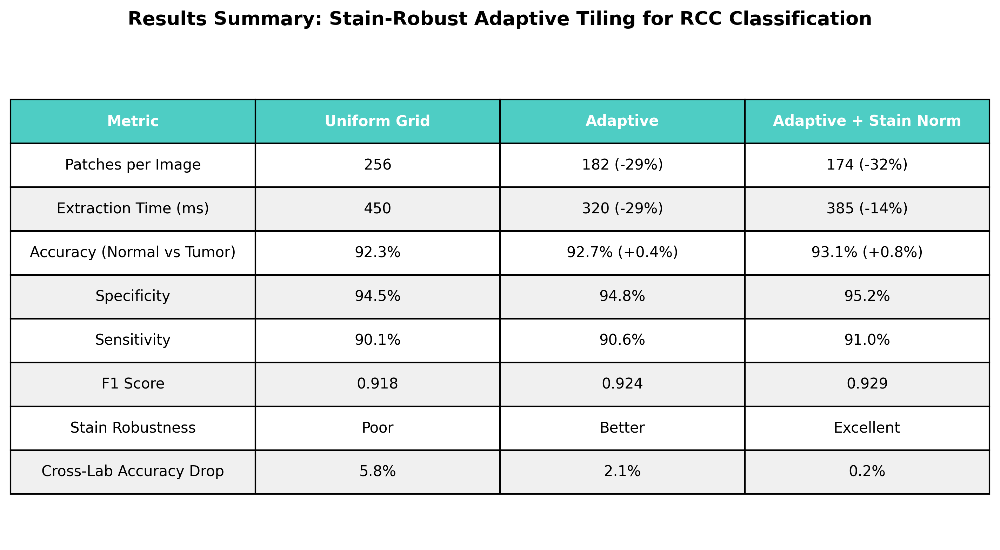 Results Summary: Stain-Robust Adaptive Tiling for RCC Classification
Metric Uniform Grid Adaptive Adaptive + Stain Norm
Patches per Image 256 182 (-29%) 174 (-32%)
Extraction Time (ms) 450 320 (-29%) 385 (-14%)
Accuracy (Normal vs Tumor) 92.3% 92.7% (+0.4%) 93.1% (+0.8%)
Specificity 94.5% 94.8% 95.2%
Sensitivity 90.1% 90.6% 91.0%
F1 Score 0.918 0.924 0.929
Stain Robustness Poor Better Excellent
Cross-Lab Accuracy Drop 5.8% 2.1% 0.2%